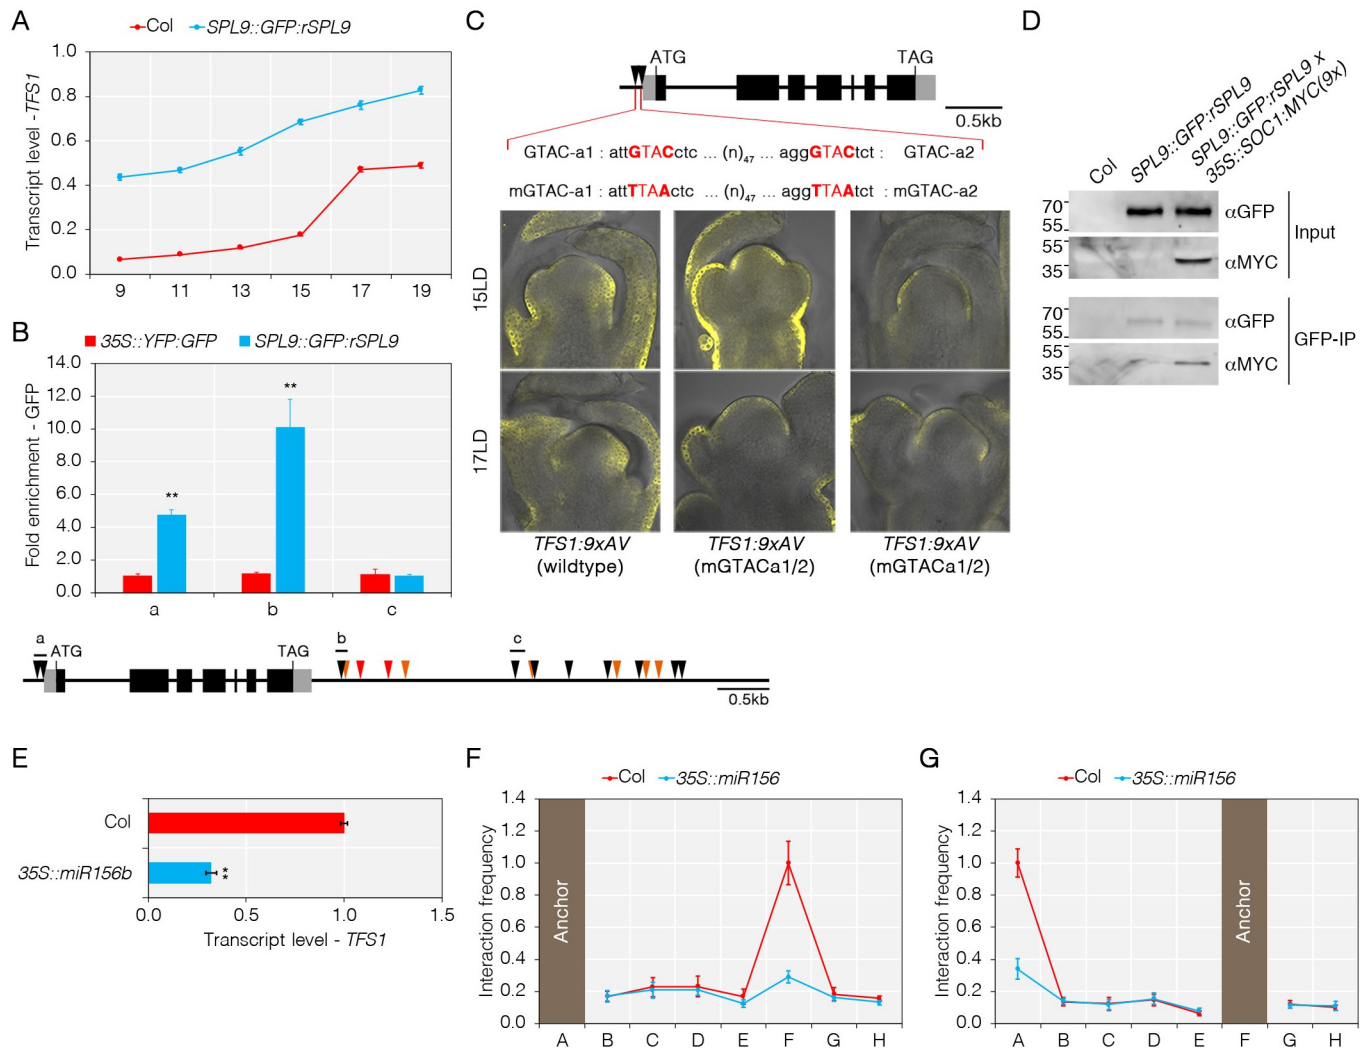 A
Col SPL9::GFP:rSPL9
Transcript level - TFS1
1.0
0.8
0.6
0.4
0.2
0.0
9 11 13 15 17 19
B
35S::YFP:GFP SPL9::GFP:rSPL9
Fold enrichment - GFP
14.0
12.0
10.0
8.0
6.0
4.0
2.0
0.0
** **
a b c
a ATG TAG b c
0.5kb
C
ATG TAG
0.5kb
GTAC-a1 : attGTACctc ... (n)47 ... aggGTACtct : GTAC-a2
mGTAC-a1 : attTTAActc ... (n)47 ... aggTTAAtct : mGTAC-a2
15LD
17LD
TFS1:9xAV TFS1:9xAV TFS1:9xAV
(wildtype) (mGTACa1/2) (mGTACa1/2)
D
Col
SPL9::GFP:rSPL9
SPL9::GFP:rSPL9 x
35S::SOC1:MYC(9x)
70
55
αGFP
55
35
αMYC
Input
70
55
αGFP
55
35
αMYC
GFP-IP
E
Col
35S::miR156b
**
0.0 0.5 1.0 1.5
Transcript level - TFS1
F
Col 35S::miR156
Interaction frequency
1.4
1.2
1.0
0.8
0.6
0.4
0.2
0.0
Anchor
A B C D E F G H
G
Col 35S::miR156
Interaction frequency
1.4
1.2
1.0
0.8
0.6
0.4
0.2
0.0
Anchor
A B C D E F G H